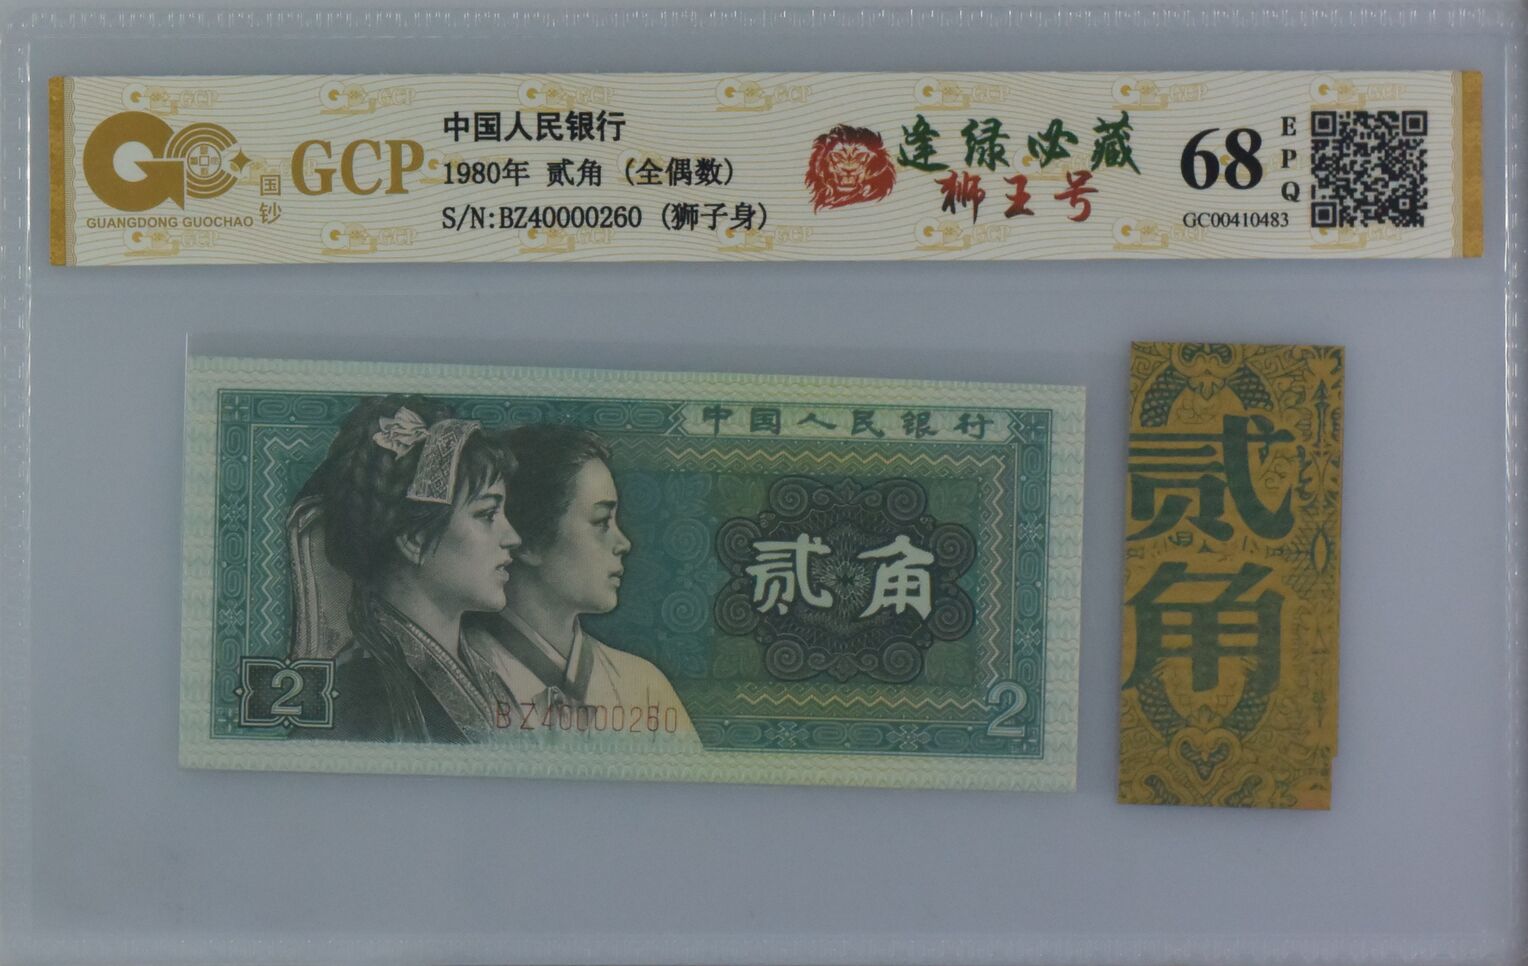 GUANGDONG GUOCHAO
国钞
GCP
中国人民银行
1980年 贰角 (全偶数)
S/N:BZ40000260 (狮子身)
逢绿必藏
狮王号
68
EPQ
GC00410483
中国人民银行
贰角
2
BZ40000260
2
贰角